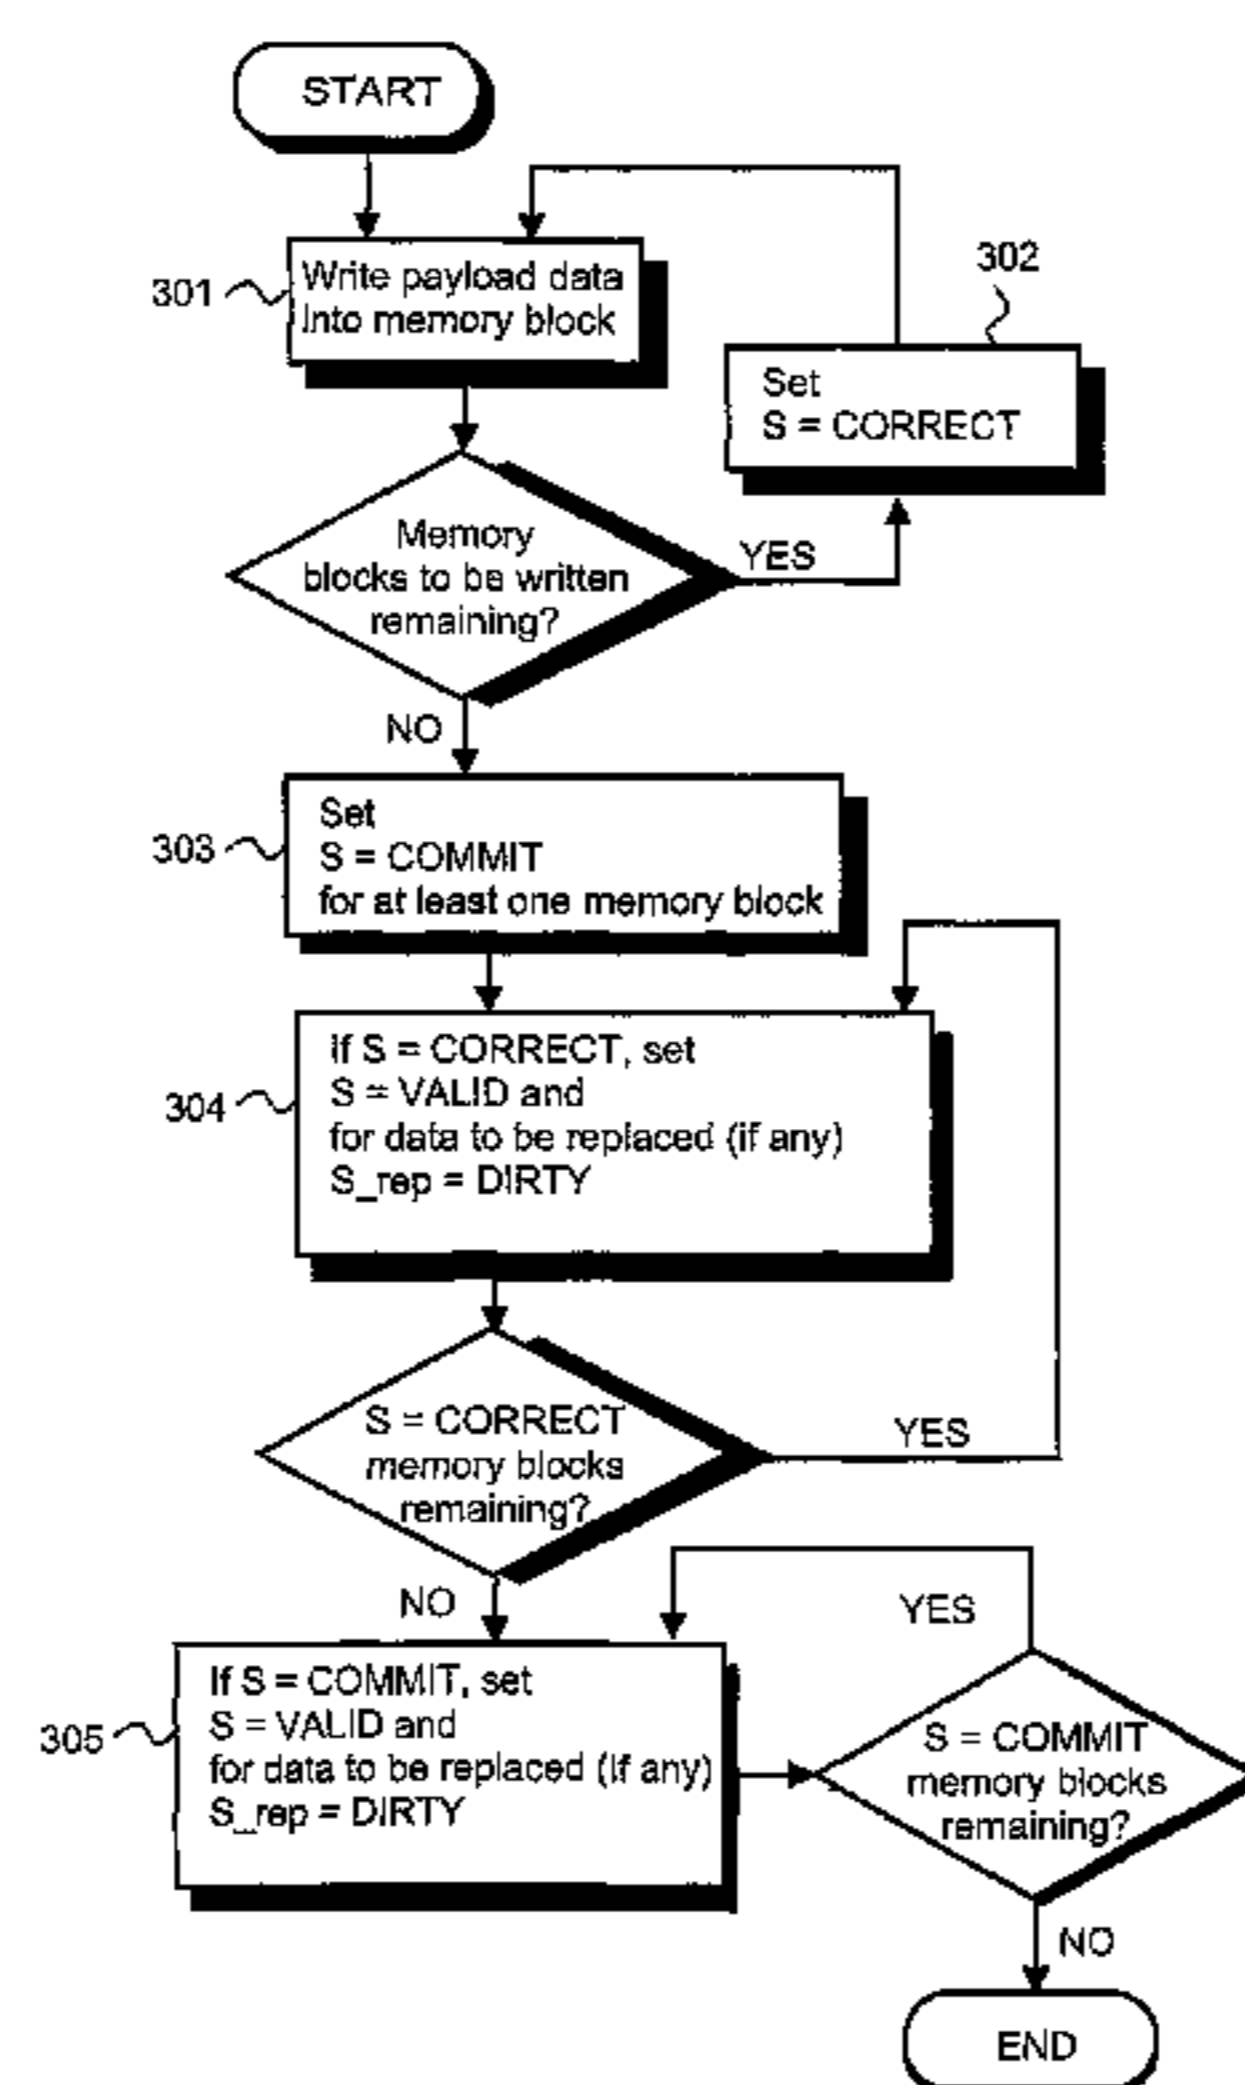 START
301
Write payload data
into memory block
302
Set
S = CORRECT
Memory
blocks to be written
remaining?
YES
NO
303
Set
S = COMMIT
for at least one memory block
304
If S = CORRECT, set
S = VALID and
for data to be replaced (if any)
S_rep = DIRTY
S = CORRECT
memory blocks
remaining?
YES
NO
305
If S = COMMIT, set
S = VALID and
for data to be replaced (if any)
S_rep = DIRTY
YES
S = COMMIT
memory blocks
remaining?
NO
END